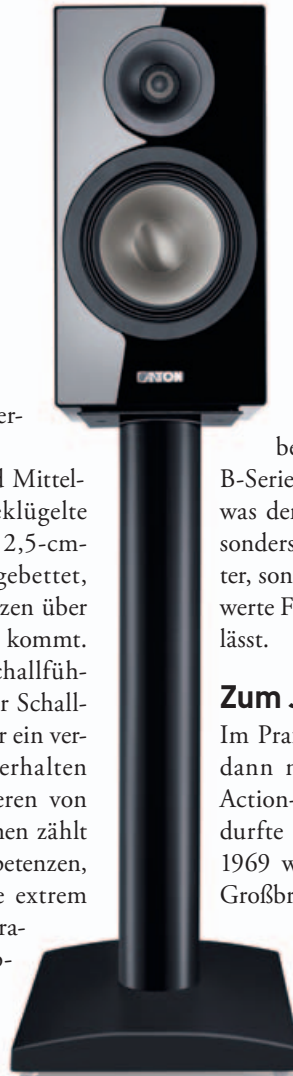 CANTON
er-
Mittel-
eklügelte
2,5-cm-
gebettet,
zen über
kommt.
challfüh-
r Schall-
r ein ver-
erhalten
eren von
nen zählt
petenzen,
e extrem
ra-
be
B-Serie
was der
sonders
ter, son
werte F
lässt.
Zum
Im Pra
dann n
Action-
durfte
1969 w
Großbr